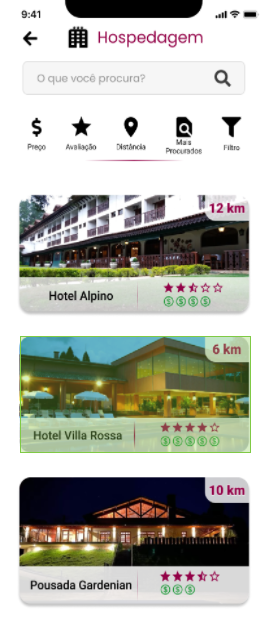 9:41
Hospedagem
O que você procura?
Preço
Avaliação
Distância
Mais
Procurados
Filtro
12 km
Hotel Alpino
6 km
Hotel Villa Rossa
10 km
Pousada Gardenian